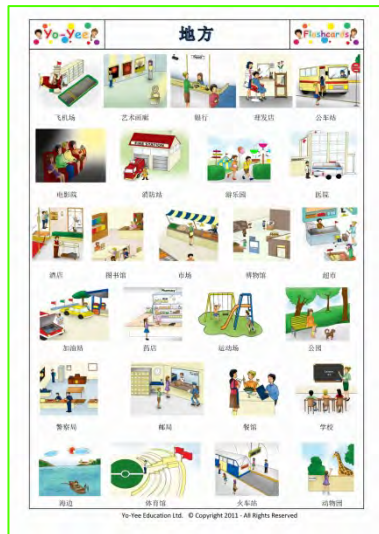 Yo-Yee
地方
Flashcards
飞机场 艺术画廊 银行 理发店 公车站
FIRE STATION
电影院 消防站 游乐园 医院
酒店 图书馆 市场 博物馆 超市
加油站 药店 运动场 公园
警察局 邮局 餐馆 学校
海边 体育馆 火车站 动物园
Yo-Yee Education Ltd. © Copyright 2011 - All Rights Reserved